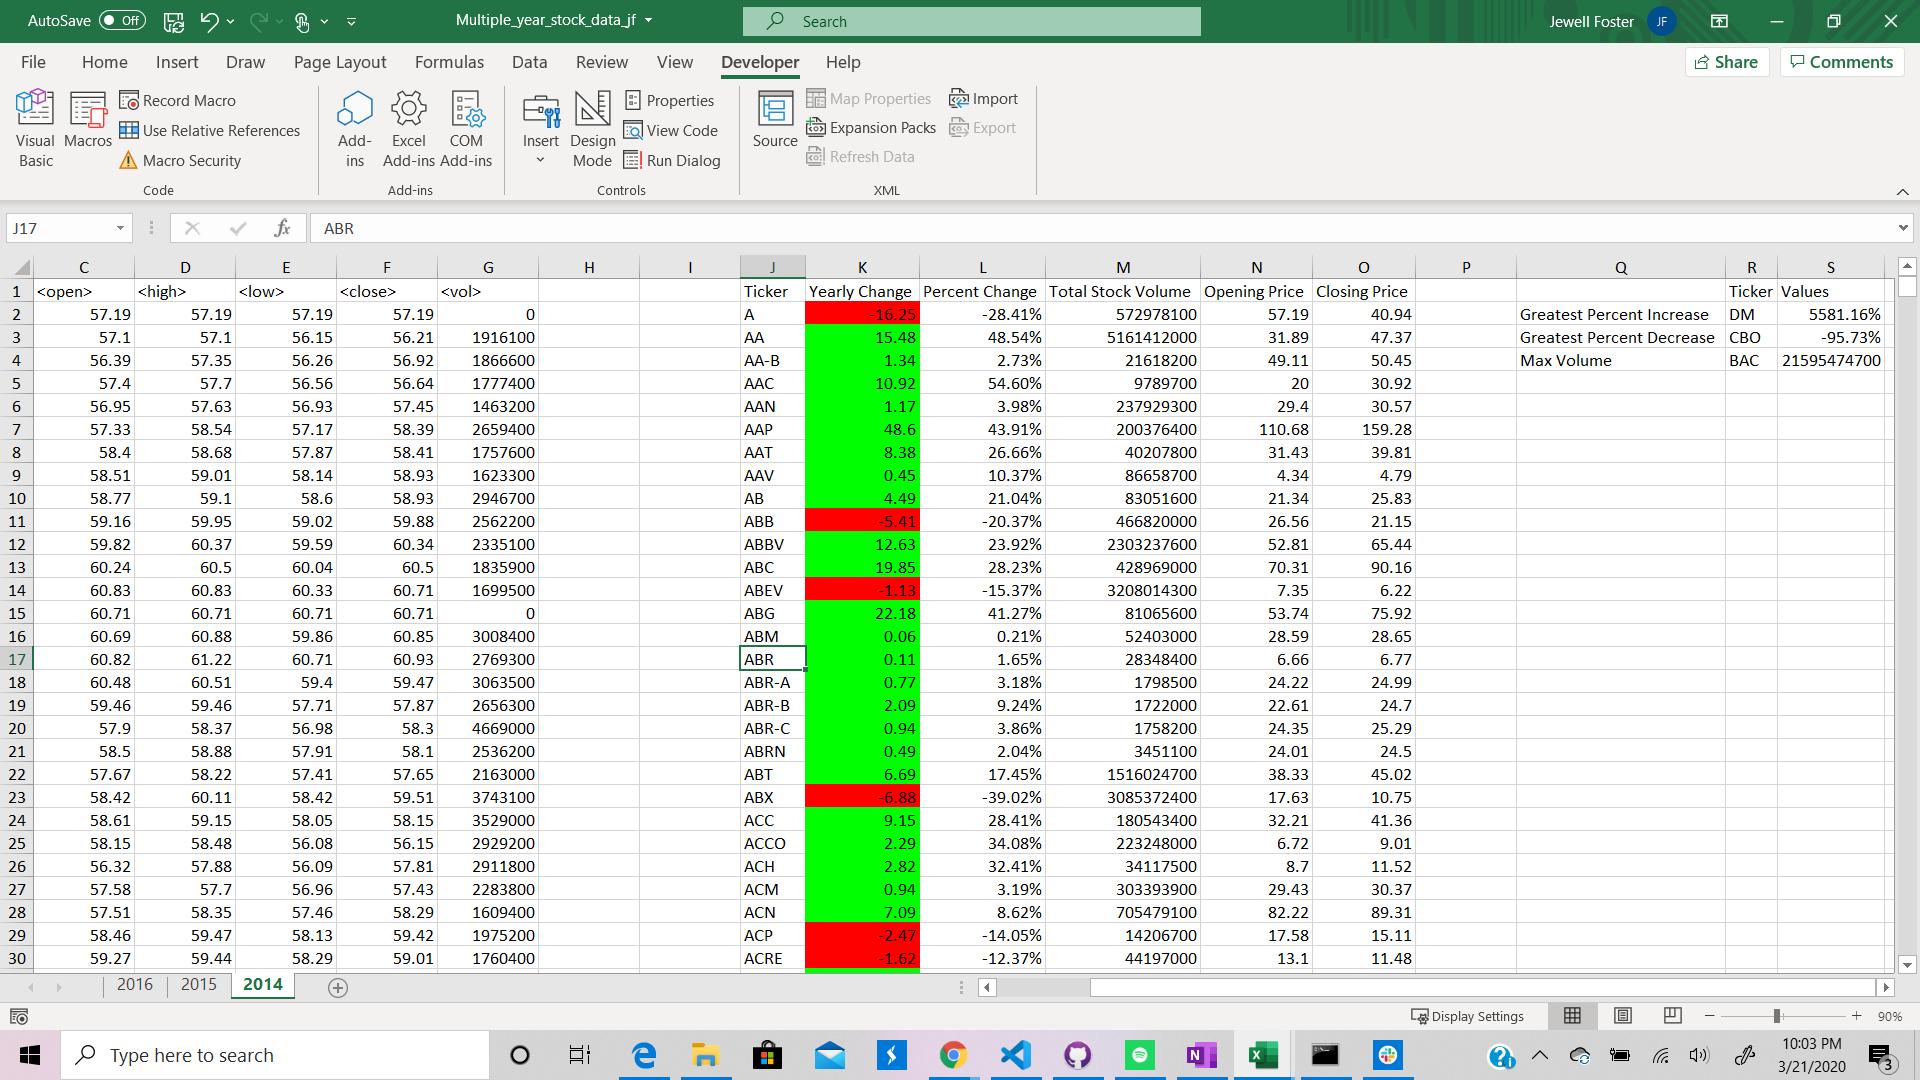 AutoSave Off Multiple_year_stock_data_jf Search Jewell Foster JF
File Home Insert Draw Page Layout Formulas Data Review View Developer Help Share Comments
Visual Basic
Macros
Record Macro
Use Relative References
Macro Security
Code
Add-ins
Excel Add-ins
COM Add-ins
Add-ins
Insert
Design Mode
Properties
View Code
Run Dialog
Controls
Source
Map Properties
Expansion Packs
Refresh Data
Import
Export
XML
J17 fx ABR
C D E F G H I J K L M N O P Q R S
1 <open> <high> <low> <close> <vol> Ticker Yearly Change Percent Change Total Stock Volume Opening Price Closing Price Ticker Values
2 57.19 57.19 57.19 57.19 0 A -16.25 -28.41% 572978100 57.19 40.94 Greatest Percent Increase DM 5581.16%
3 57.1 57.1 56.15 56.21 1916100 AA 15.48 48.54% 5161412000 31.89 47.37 Greatest Percent Decrease CBO -95.73%
4 56.39 57.35 56.26 56.92 1866600 AA-B 1.34 2.73% 21618200 49.11 50.45 Max Volume BAC 21595474700
5 57.4 57.7 56.56 56.64 1777400 AAC 10.92 54.60% 9789700 20 30.92
6 56.95 57.63 56.93 57.45 1463200 AAN 1.17 3.98% 237929300 29.4 30.57
7 57.33 58.54 57.17 58.39 2659400 AAP 48.6 43.91% 200376400 110.68 159.28
8 58.4 58.68 57.87 58.41 1757600 AAT 8.38 26.66% 40207800 31.43 39.81
9 58.51 59.01 58.14 58.93 1623300 AAV 0.45 10.37% 86658700 4.34 4.79
10 58.77 59.1 58.6 58.93 2946700 AB 4.49 21.04% 83051600 21.34 25.83
11 59.16 59.95 59.02 59.88 2562200 ABB -5.41 -20.37% 466820000 26.56 21.15
12 59.82 60.37 59.59 60.34 2335100 ABBV 12.63 23.92% 2303237600 52.81 65.44
13 60.24 60.5 60.04 60.5 1835900 ABC 19.85 28.23% 428969000 70.31 90.16
14 60.83 60.83 60.33 60.71 1699500 ABEV -1.13 -15.37% 3208014300 7.35 6.22
15 60.71 60.71 60.71 60.71 0 ABG 22.18 41.27% 81065600 53.74 75.92
16 60.69 60.88 59.86 60.85 3008400 ABM 0.06 0.21% 52403000 28.59 28.65
17 60.82 61.22 60.71 60.93 2769300 ABR 0.11 1.65% 28348400 6.66 6.77
18 60.48 60.51 59.4 59.47 3063500 ABR-A 0.77 3.18% 1798500 24.22 24.99
19 59.46 59.46 57.71 57.87 2656300 ABR-B 2.09 9.24% 1722000 22.61 24.7
20 57.9 58.37 56.98 58.3 4669000 ABR-C 0.94 3.86% 1758200 24.35 25.29
21 58.5 58.88 57.91 58.1 2536200 ABRN 0.49 2.04% 3451100 24.01 24.5
22 57.67 58.22 57.41 57.65 2163000 ABT 6.69 17.45% 1516024700 38.33 45.02
23 58.42 60.11 58.42 59.51 3743100 ABX -6.88 -39.02% 3085372400 17.63 10.75
24 58.61 59.15 58.05 58.15 3529000 ACC 9.15 28.41% 180543400 32.21 41.36
25 58.15 58.48 56.08 56.15 2929200 ACCO 2.29 34.08% 223248000 6.72 9.01
26 56.32 57.88 56.09 57.81 2911800 ACH 2.82 32.41% 34117500 8.7 11.52
27 57.58 57.7 56.96 57.43 2283800 ACM 0.94 3.19% 303393900 29.43 30.37
28 57.51 58.35 57.46 58.29 1609400 ACN 7.09 8.62% 705479100 82.22 89.31
29 58.46 59.47 58.13 59.42 1975200 ACP -2.47 -14.05% 14206700 17.58 15.11
30 59.27 59.44 58.29 59.01 1760400 ACRE -1.62 -12.37% 44197000 13.1 11.48
2016 2015 2014
Display Settings 90%
Type here to search 10:03 PM
3/21/2020 3